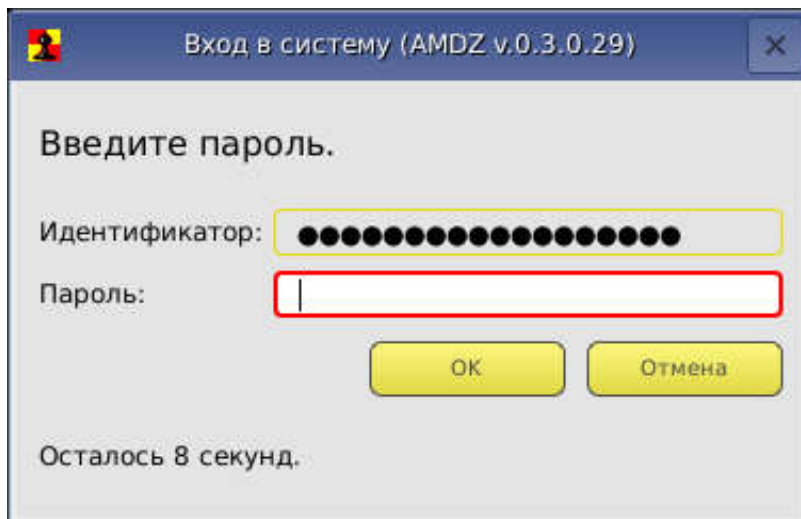 Вход в систему (AMDZ v.0.3.0.29)
Введите пароль.
Идентификатор: ●●●●●●●●●●●●●●●●●●
Пароль:
OK Отмена
Осталось 8 секунд.